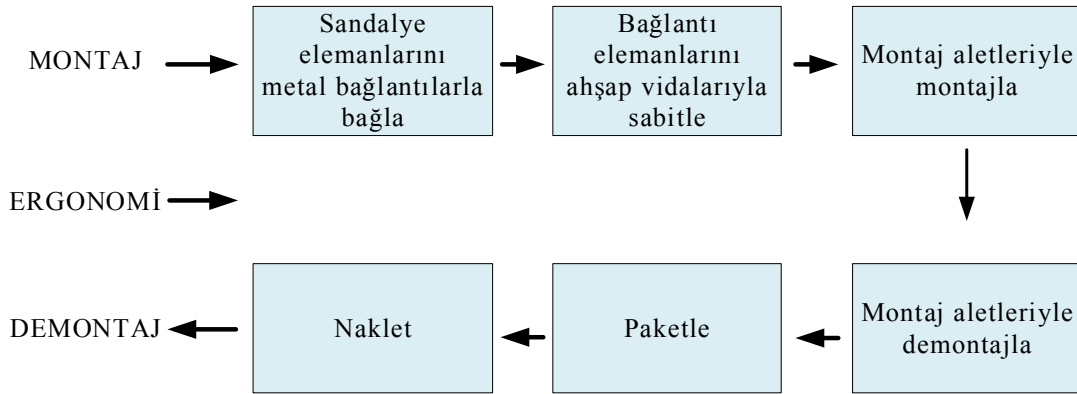 MONTAJ
Sandalye
elemanlarını
metal bağlantılarla
bağla
Bağlantı
elemanlarını
ahşap vidalarıyla
sabitle
Montaj aletleriyle
montajla
ERGONOMİ
DEMONTAJ
Naklet
Paketle
Montaj aletleriyle
demontajla